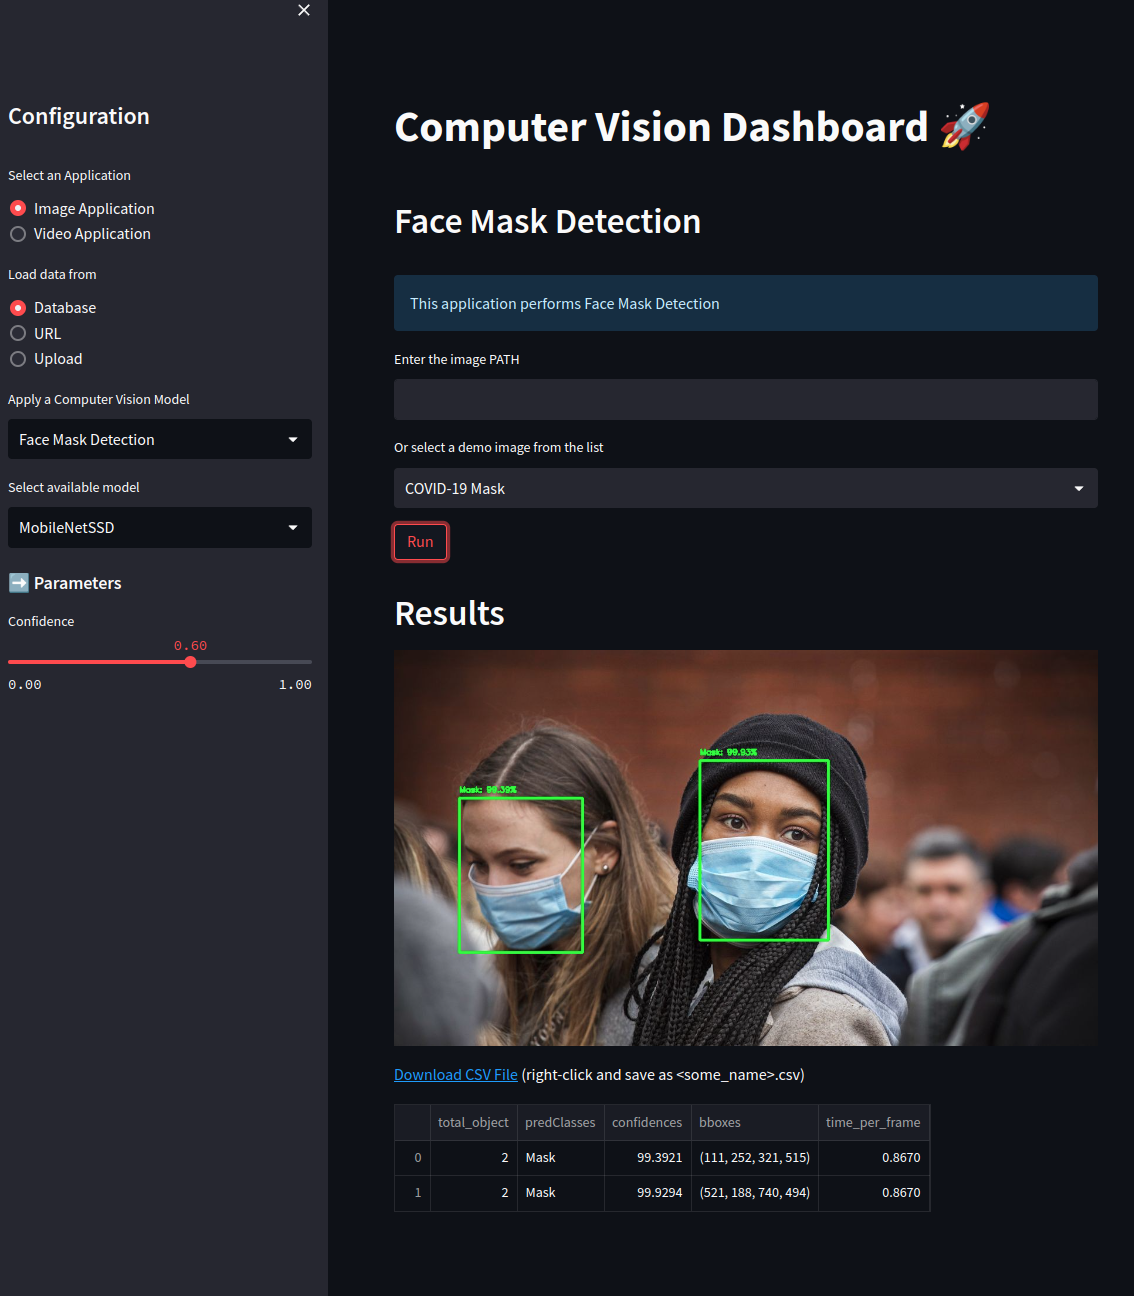 Configuration
Select an Application
Image Application
Video Application
Load data from
Database
URL
Upload
Apply a Computer Vision Model
Face Mask Detection
Select available model
MobileNetSSD
Parameters
Confidence
0.60
0.00 1.00
Computer Vision Dashboard 🚀
Face Mask Detection
This application performs Face Mask Detection
Enter the image PATH
Or select a demo image from the list
COVID-19 Mask
Run
Results
Mask: 99.93%
Mask: 99.39%
Download CSV File (right-click and save as <some_name>.csv)
total_object predClasses confidences bboxes time_per_frame
0 2 Mask 99.3921 (111, 252, 321, 515) 0.8670
1 2 Mask 99.9294 (521, 188, 740, 494) 0.8670